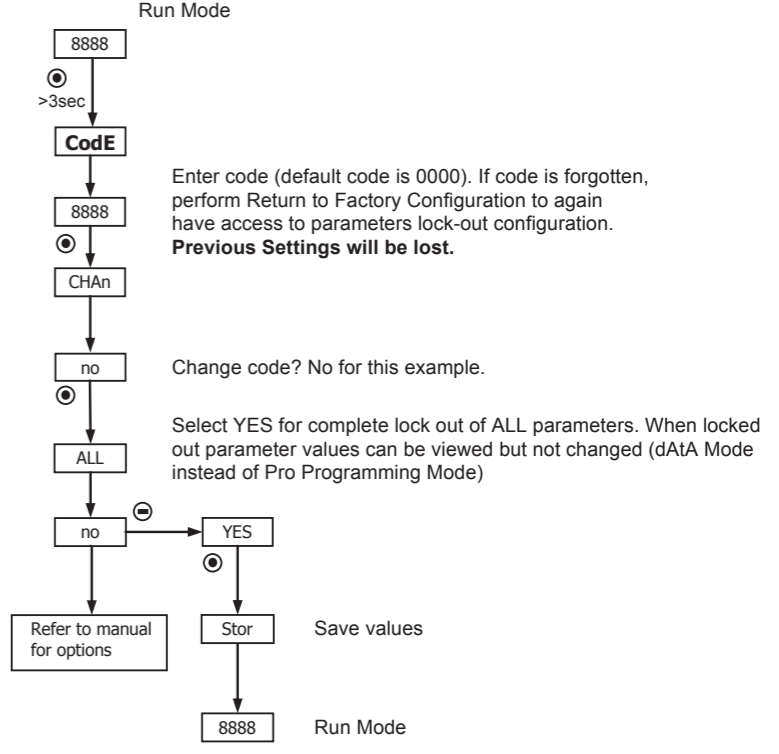 Run Mode
8888
>3sec
CodE
Enter code (default code is 0000). If code is forgotten,
perform Return to Factory Configuration to again
have access to parameters lock-out configuration.
Previous Settings will be lost.
8888
CHAn
no
Change code? No for this example.
Select YES for complete lock out of ALL parameters. When locked
out parameter values can be viewed but not changed (dAtA Mode
instead of Pro Programming Mode)
ALL
no
YES
Refer to manual
for options
Stor
Save values
8888
Run Mode